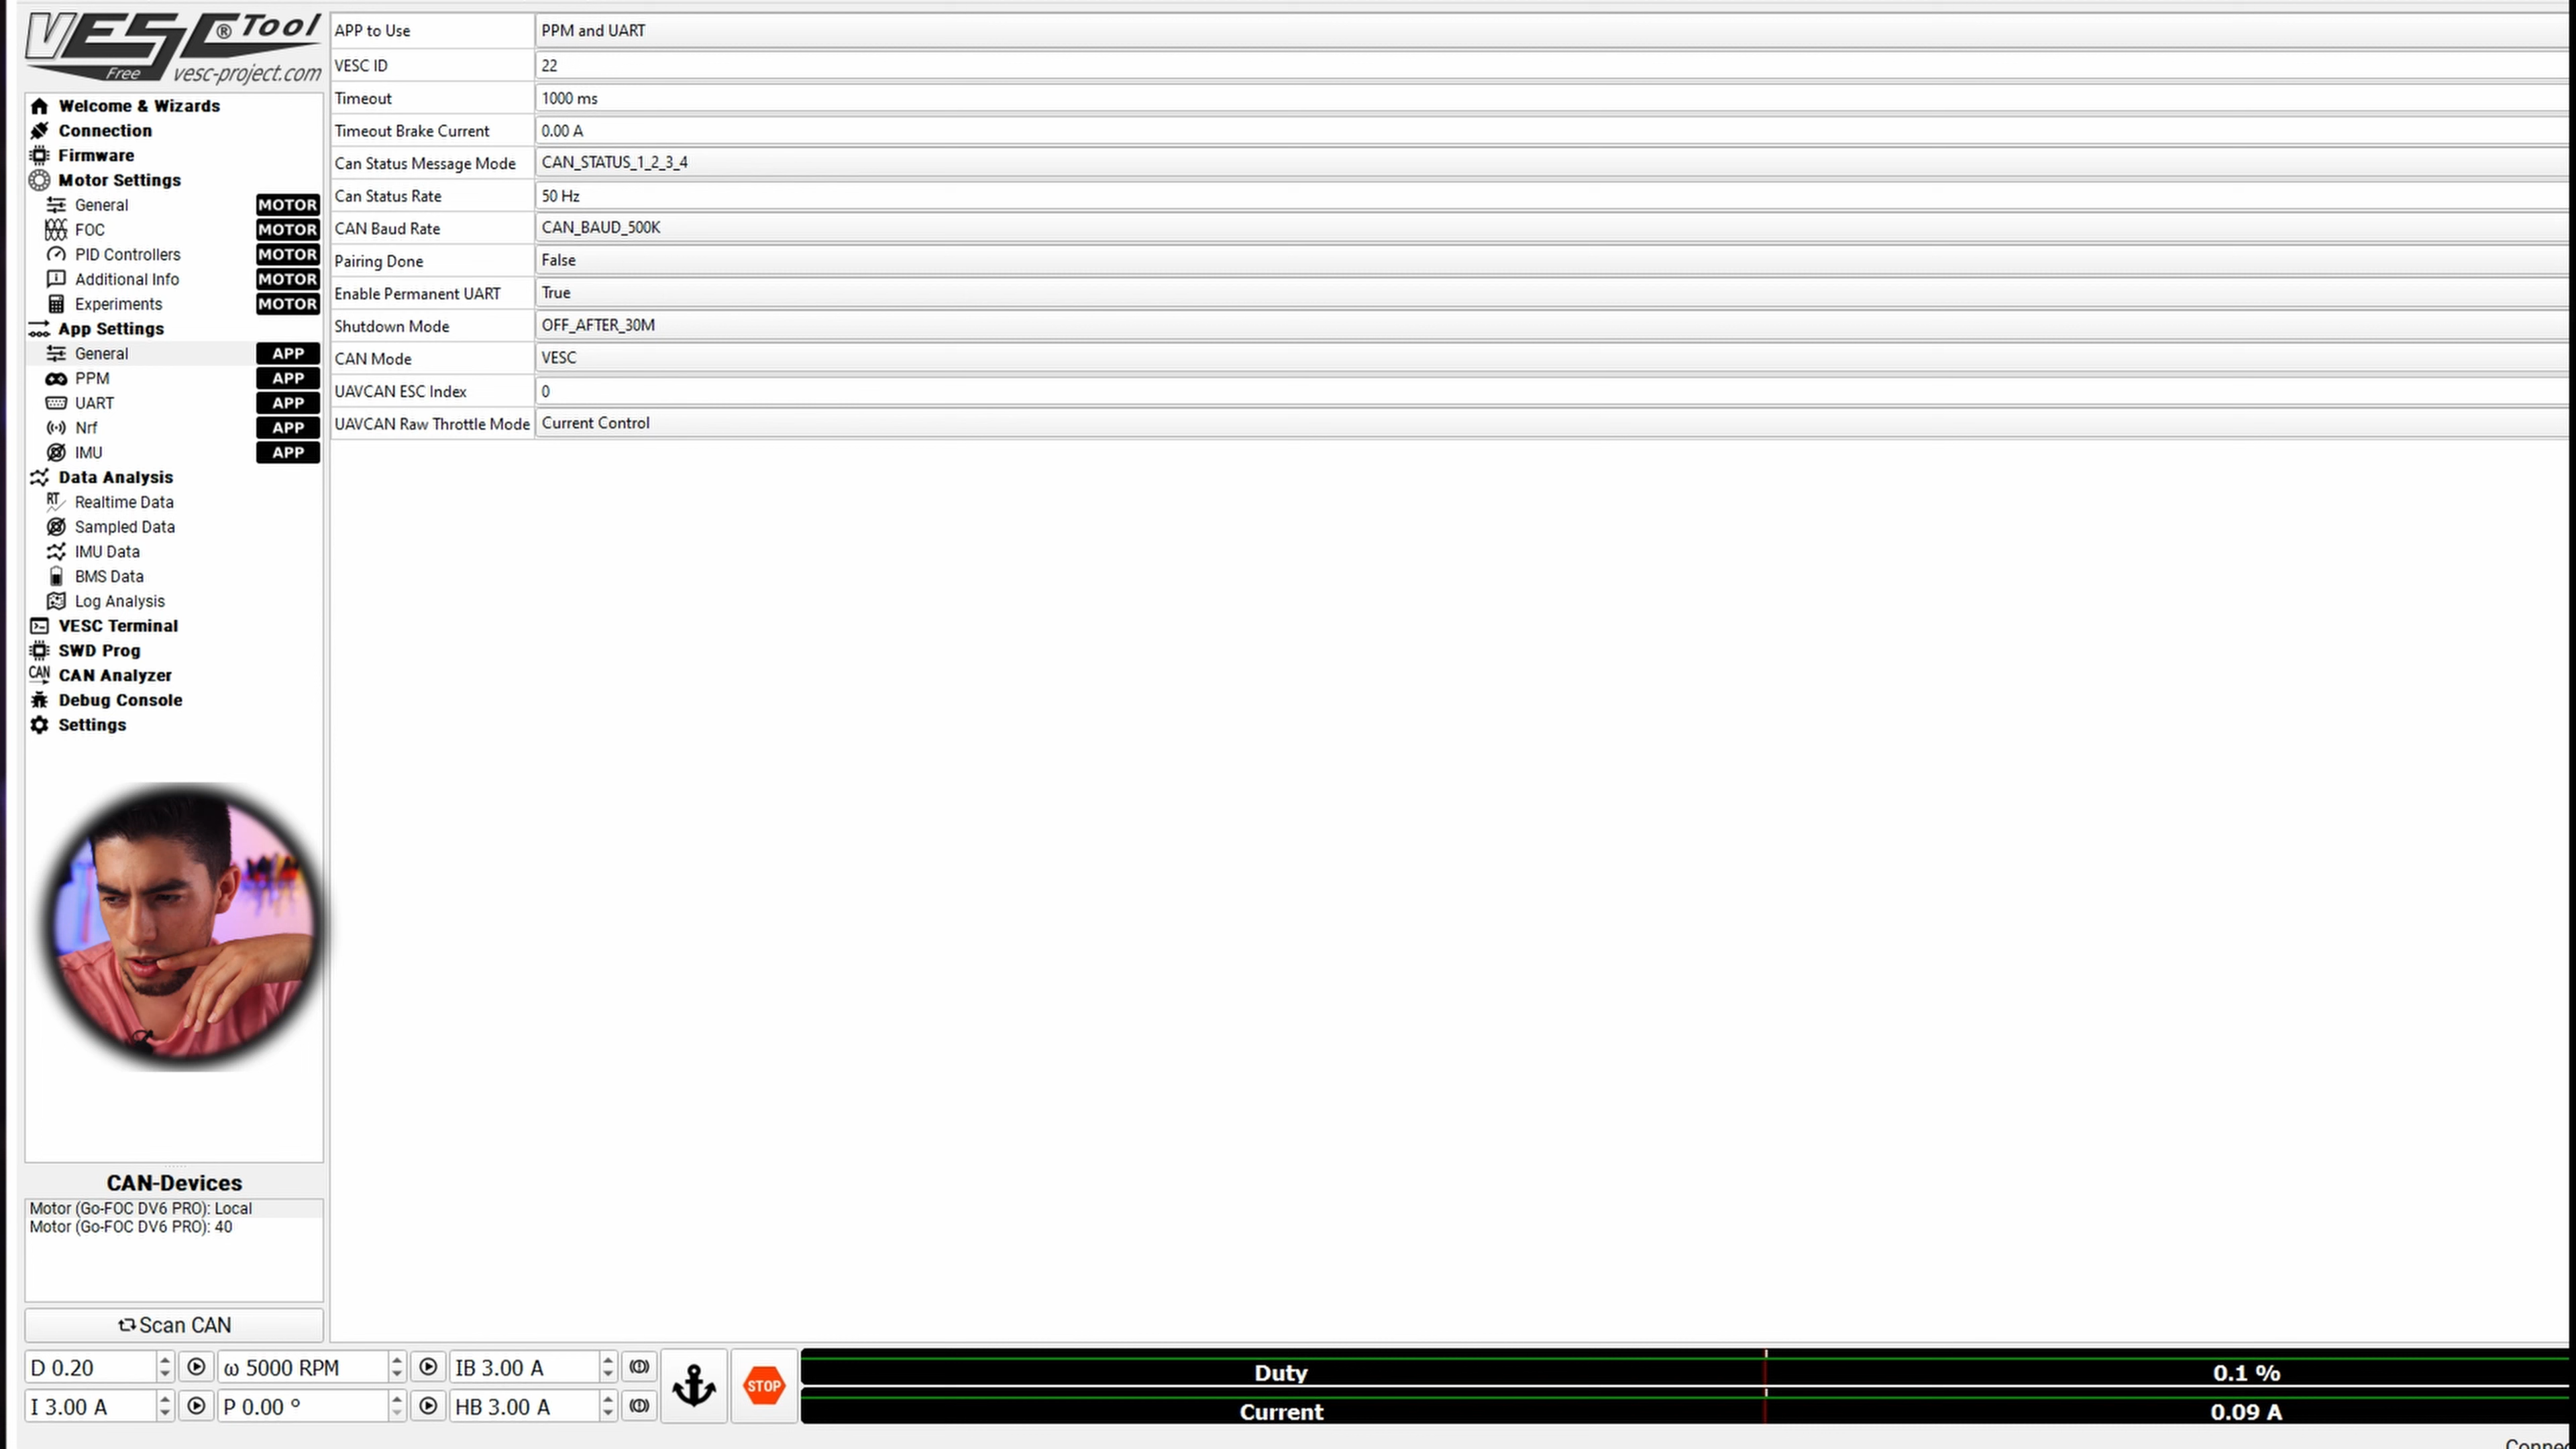 VESC® Tool
Free vesc-project.com
Welcome & Wizards
Connection
Firmware
Motor Settings
General MOTOR
FOC MOTOR
PID Controllers MOTOR
Additional Info MOTOR
Experiments MOTOR
App Settings
General APP
PPM APP
UART APP
Nrf APP
IMU APP
Data Analysis
RT Realtime Data
Sampled Data
IMU Data
BMS Data
Log Analysis
VESC Terminal
SWD Prog
CAN CAN Analyzer
Debug Console
Settings
APP to Use PPM and UART
VESC ID 22
Timeout 1000 ms
Timeout Brake Current 0.00 A
Can Status Message Mode CAN_STATUS_1_2_3_4
Can Status Rate 50 Hz
CAN Baud Rate CAN_BAUD_500K
Pairing Done False
Enable Permanent UART True
Shutdown Mode OFF_AFTER_30M
CAN Mode VESC
UAVCAN ESC Index 0
UAVCAN Raw Throttle Mode Current Control
CAN-Devices
Motor (Go-FOC DV6 PRO): Local
Motor (Go-FOC DV6 PRO): 40
Scan CAN
D 0.20 ω 5000 RPM IB 3.00 A
I 3.00 A P 0.00 ° HB 3.00 A
STOP
Duty 0.1 %
Current 0.09 A